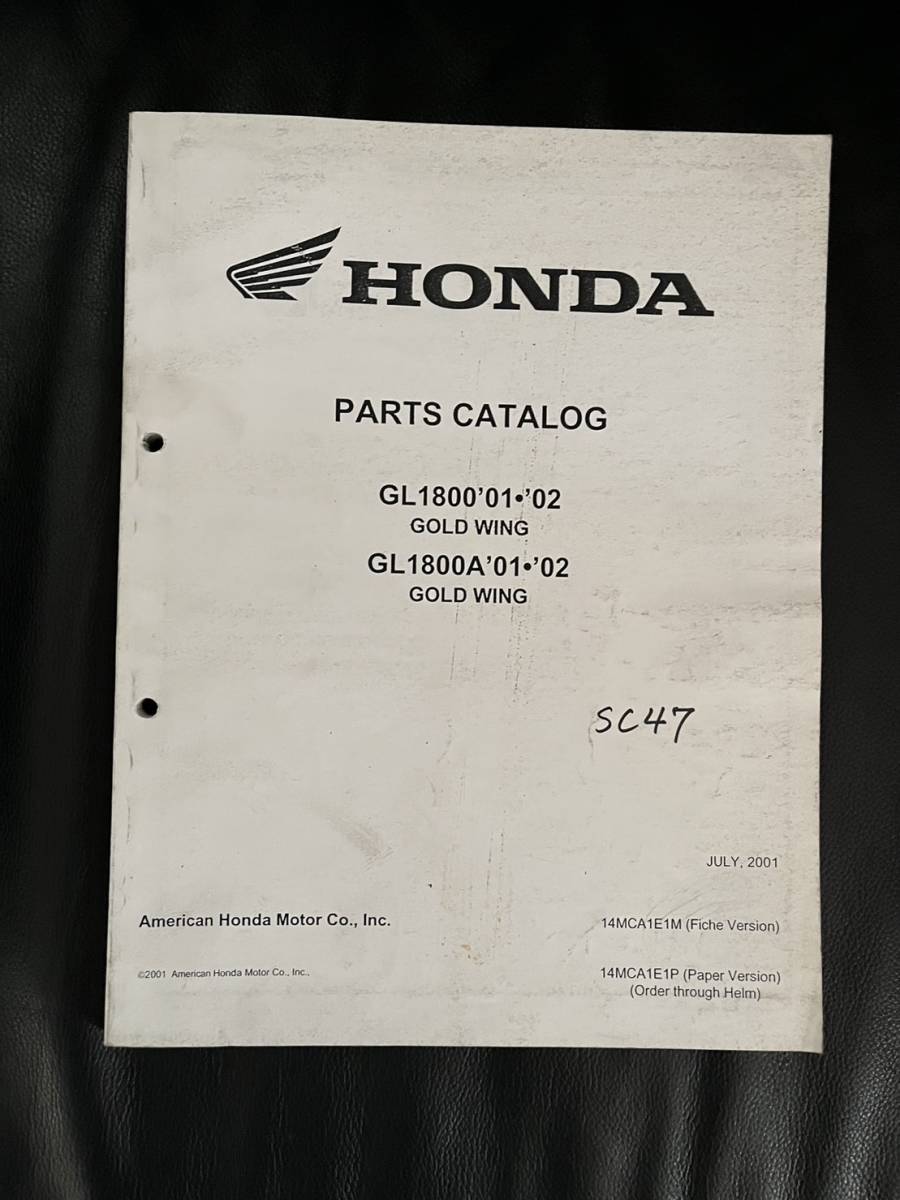 HONDA
PARTS CATALOG
GL1800'01•'02
GOLD WING
GL1800A'01•'02
GOLD WING
SC47
JULY, 2001
American Honda Motor Co., Inc.
14MCA1E1M (Fiche Version)
©2001 American Honda Motor Co., Inc.,
14MCA1E1P (Paper Version)
(Order through Helm)